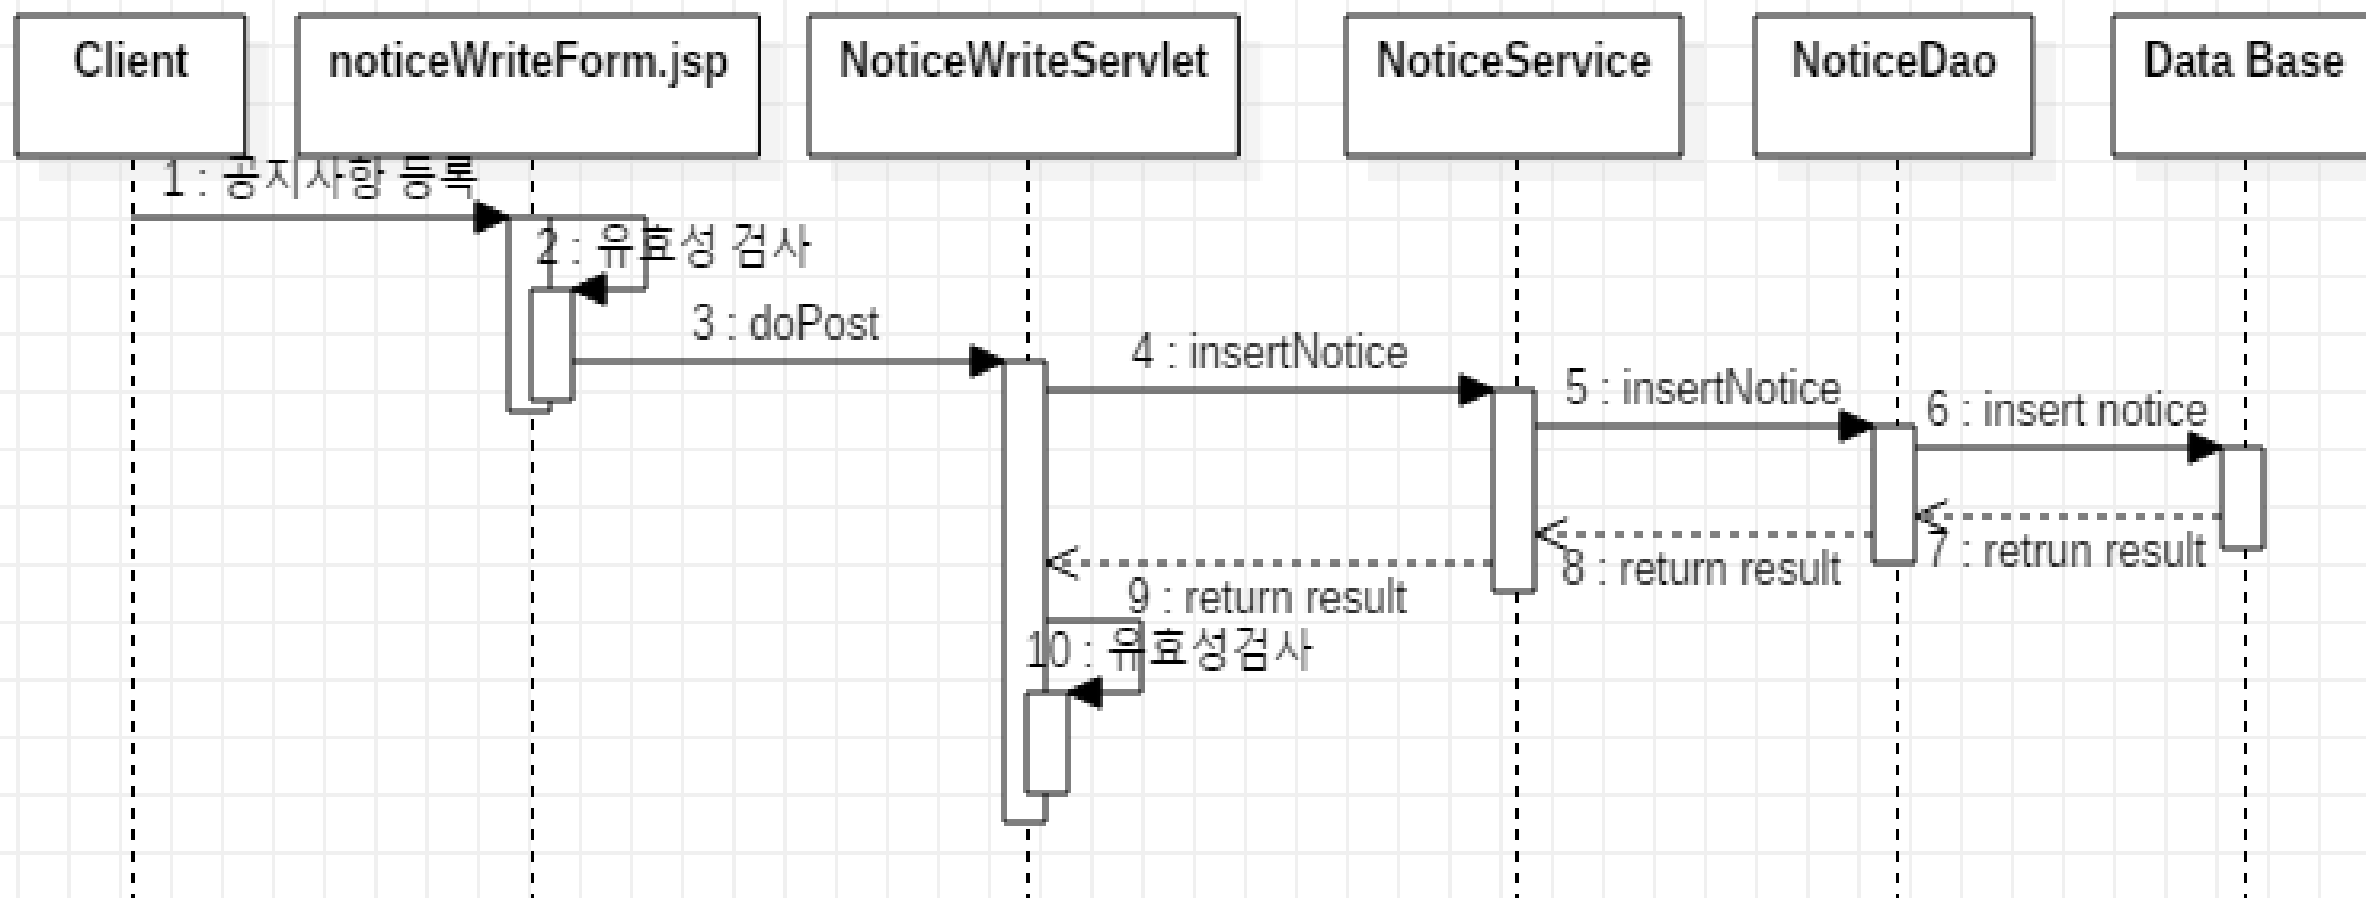 Client
noticeWriteForm.jsp
NoticeWriteServlet
NoticeService
NoticeDao
Data Base
1 : 공지사항 등록
2 : 유효성 검사
3 : doPost
4 : insertNotice
5 : insertNotice
6 : insert notice
7 : retrun result
8 : return result
9 : return result
10 : 유효성검사